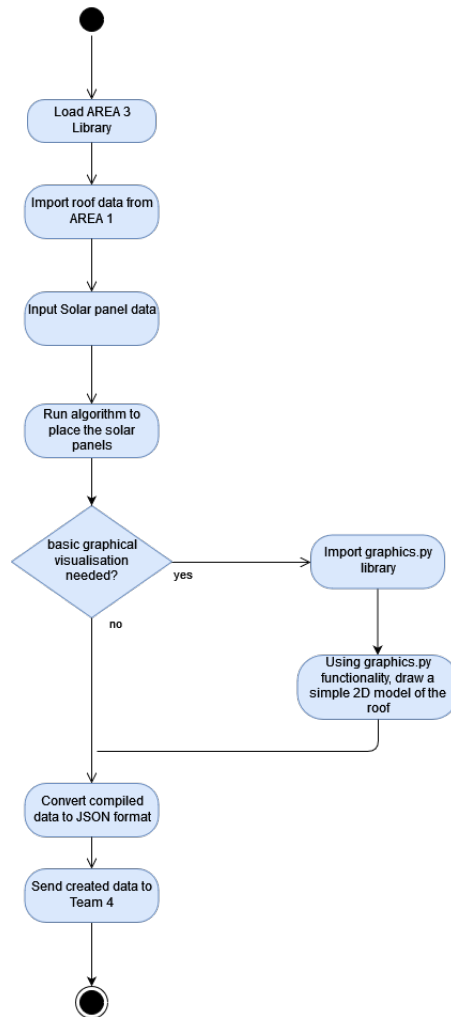 Load AREA 3
Library
Import roof data from
AREA 1
Input Solar panel data
Run algorithm to
place the solar
panels
basic graphical
visualisation
needed?
yes
no
Import graphics.py
library
Using graphics.py
functionality, draw a
simple 2D model of the
roof
Convert compiled
data to JSON format
Send created data to
Team 4